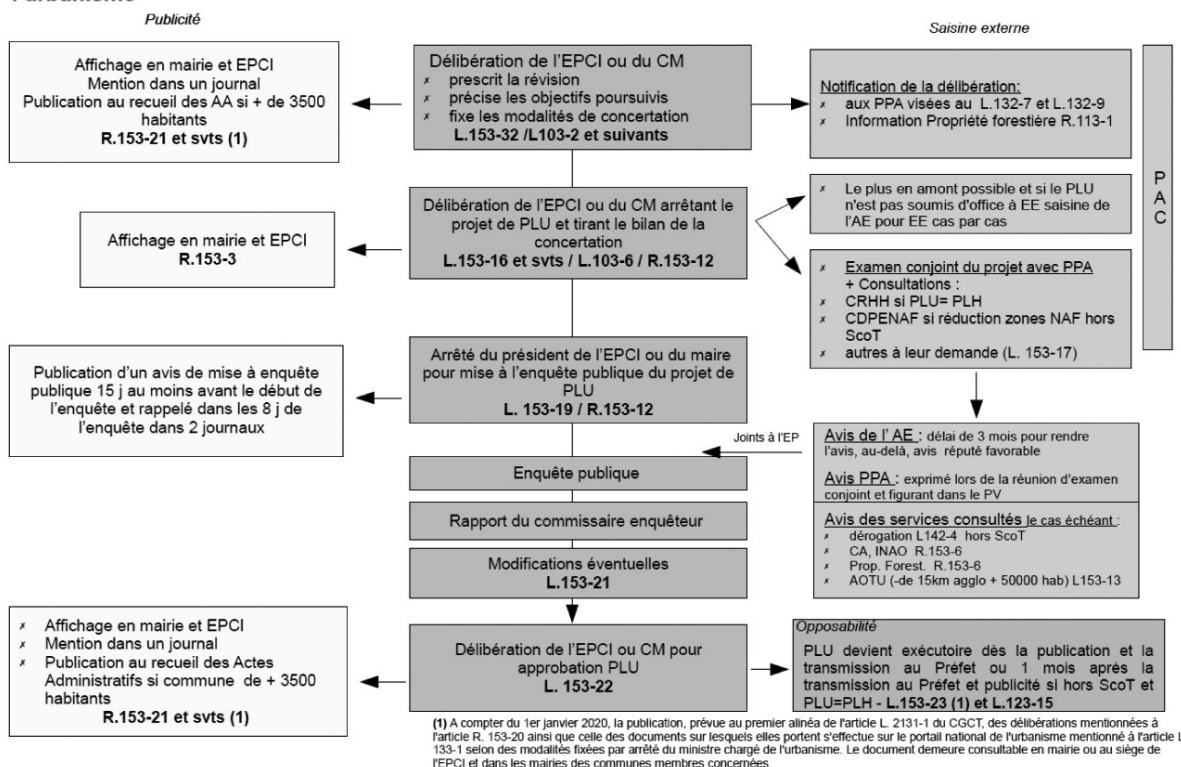 Publicité
Saisine externe
Affichage en mairie et EPCI
Mention dans un journal
Publication au recueil des AA si + de 3500
habitants
R.153-21 et svts (1)
Délibération de l'EPCI ou du CM
✗ prescrit la révision
✗ précise les objectifs poursuivis
✗ fixe les modalités de concertation
L.153-32 /L103-2 et suivants
Notification de la délibération:
✗ aux PPA visées au L.132-7 et L.132-9
✗ Information Propriété forestière R.113-1
P
A
C
Affichage en mairie et EPCI
R.153-3
Délibération de l'EPCI ou du CM arrêtant le
projet de PLU et tirant le bilan de la
concertation
L.153-16 et svts / L.103-6 / R.153-12
✗ Le plus en amont possible et si le PLU
n'est pas soumis d'office à EE saisine de
l'AE pour EE cas par cas
✗ Examen conjoint du projet avec PPA
+ Consultations :
✗ CRHH si PLU= PLH
✗ CDPENAF si réduction zones NAF hors
ScoT
✗ autres à leur demande (L. 153-17)
Publication d'un avis de mise à enquête
publique 15 j au moins avant le début de
l'enquête et rappelé dans les 8 j de
l'enquête dans 2 journaux
Arrêté du président de l'EPCI ou du maire
pour mise à l'enquête publique du projet de
PLU
L. 153-19 / R.153-12
Joints à l'EP
Avis de l' AE : délai de 3 mois pour rendre
l'avis, au-delà, avis réputé favorable
Avis PPA : exprimé lors de la réunion d'examen
conjoint et figurant dans le PV
Avis des services consultés le cas échéant :
✗ dérogation L142-4 hors ScoT
✗ CA, INAO R.153-6
✗ Prop. Forest. R.153-6
✗ AOTU (-de 15km agglo + 50000 hab) L153-13
Enquête publique
Rapport du commissaire enquêteur
Modifications éventuelles
L.153-21
✗ Affichage en mairie et EPCI
✗ Mention dans un journal
✗ Publication au recueil des Actes
Administratifs si commune de + 3500
habitants
R.153-21 et svts (1)
Délibération de l'EPCI ou CM pour
approbation PLU
L. 153-22
Opposabilité
PLU devient exécutoire dès la publication et la
transmission au Préfet ou 1 mois après la
transmission au Préfet et publicité si hors ScoT et
PLU=PLH - L.153-23 (1) et L.123-15
(1) A compter du 1er janvier 2020, la publication, prévue au premier alinéa de l'article L. 2131-1 du CGCT, des délibérations mentionnées à
l'article R. 153-20 ainsi que celle des documents sur lesquels elles portent s'effectue sur le portail national de l'urbanisme mentionné à l'article L.
133-1 selon des modalités fixées par arrêté du ministre chargé de l'urbanisme. Le document demeure consultable en mairie ou au siège de
l'EPCI et dans les mairies des communes membres concernées.